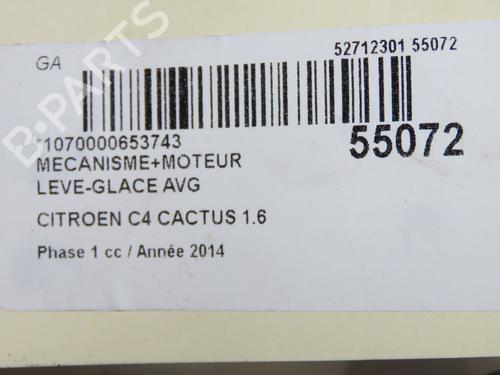 GA
52712301 55072
*1070000653743
55072
MECANISME+MOTEUR
LEVE-GLACE AVG
CITROEN C4 CACTUS 1.6
Phase 1 cc / Année 2014
B-PARTS